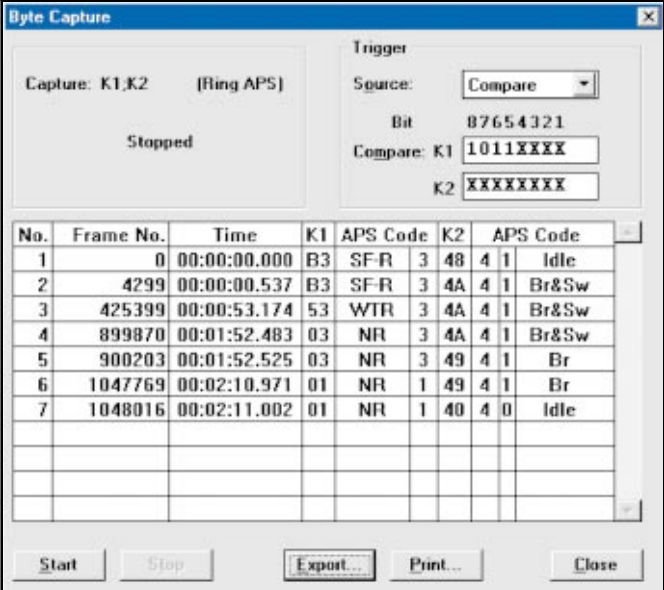 Byte Capture
Capture: K1;K2 (Ring APS)
Stopped
Trigger
Source: Compare
Bit 87654321
Compare: K1 1011XXXX
K2 XXXXXXXX
No. Frame No. Time K1 APS Code K2 APS Code
1 0 00:00:00.000 B3 SF-R 3 48 4 1 Idle
2 4299 00:00:00.537 B3 SF-R 3 4A 4 1 Br&Sw
3 425399 00:00:53.174 53 WTR 3 4A 4 1 Br&Sw
4 899870 00:01:52.483 03 NR 3 4A 4 1 Br&Sw
5 900203 00:01:52.525 03 NR 3 49 4 1 Br
6 1047769 00:02:10.971 01 NR 1 49 4 1 Br
7 1048016 00:02:11.002 01 NR 1 40 4 0 Idle
Start Stop Export... Print... Close